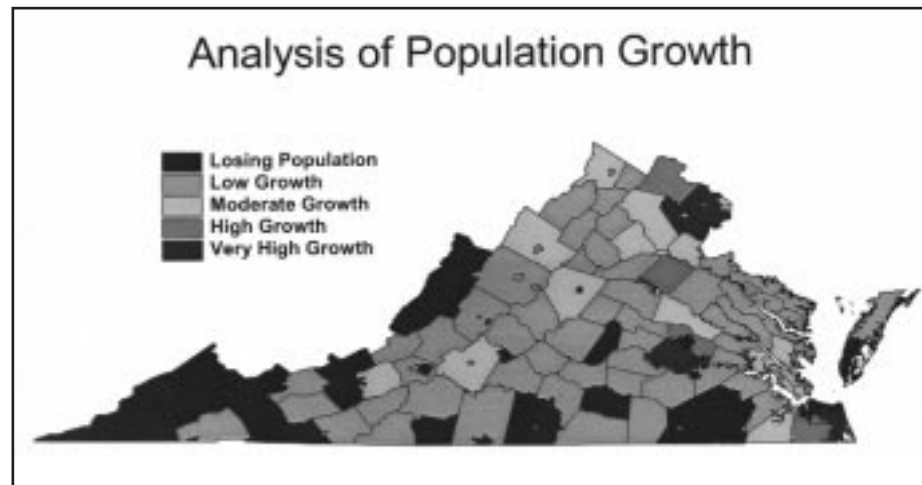 Analysis of Population Growth
Losing Population
Low Growth
Moderate Growth
High Growth
Very High Growth